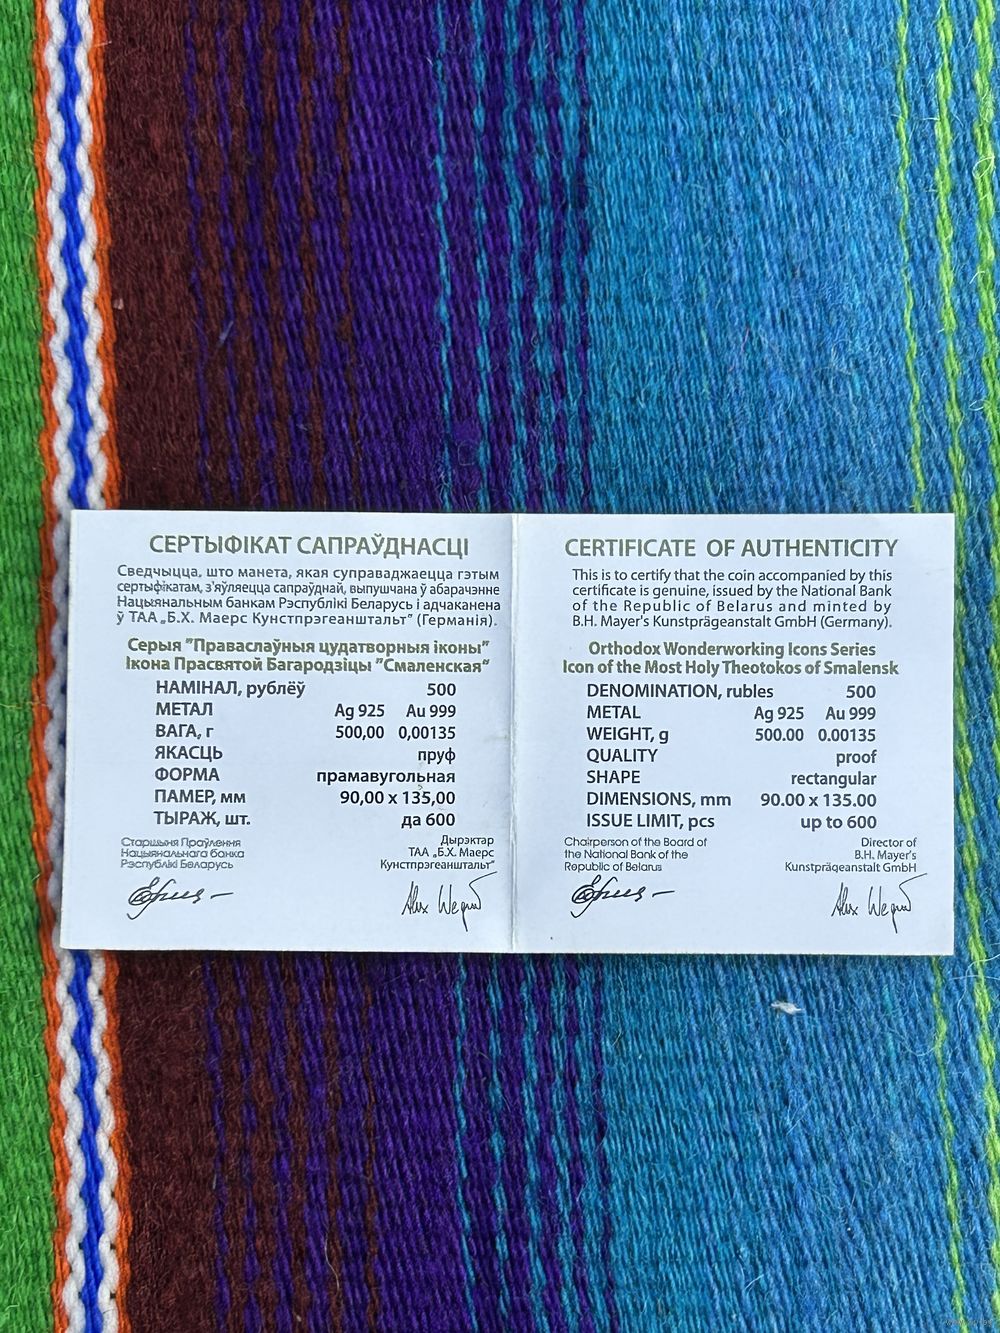 СЕРТЫФІКАТ САПРАЎДНАСЦІ
Сведчыцца, што манета, якая суправаджаецца гэтым
сертыфікатам, з'яўляецца сапраўднай, выпушчана ў абарачэнне
Нацыянальным банкам Рэспублікі Беларусь і адчаканена
ў ТАА „Б.Х. Маерс Кунстпрэгеанштальт” (Германія).
Серыя ”Праваслаўныя цудатворныя іконы”
Ікона Прасвятой Багародзіцы ”Смаленская“
НАМІНАЛ, рублёў 500
МЕТАЛ Ag 925 Au 999
ВАГА, г 500,00 0,00135
ЯКАСЦЬ пруф
ФОРМА прамавугольная
ПАМЕР, мм 90,00 x 135,00
ТЫРАЖ, шт. да 600
Старшыня Праўлення
Нацыянальнага банка
Рэспублікі Беларусь
Дырэктар
ТАА „Б.Х. Маерс
Кунстпрэгеанштальт”
CERTIFICATE OF AUTHENTICITY
This is to certify that the coin accompanied by this
certificate is genuine, issued by the National Bank
of the Republic of Belarus and minted by
B.H. Mayer's Kunstprägeanstalt GmbH (Germany).
Orthodox Wonderworking Icons Series
Icon of the Most Holy Theotokos of Smalensk
DENOMINATION, rubles 500
METAL Ag 925 Au 999
WEIGHT, g 500.00 0.00135
QUALITY proof
SHAPE rectangular
DIMENSIONS, mm 90.00 x 135.00
ISSUE LIMIT, pcs up to 600
Chairperson of the Board of
the National Bank of the
Republic of Belarus
Director of
B.H. Mayer's
Kunstprägeanstalt GmbH